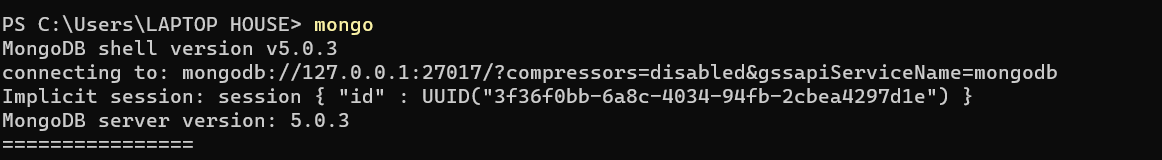 PS C:\Users\LAPTOP HOUSE> mongo
MongoDB shell version v5.0.3
connecting to: mongodb://127.0.0.1:27017/?compressors=disabled&gssapiServiceName=mongodb
Implicit session: session { "id" : UUID("3f36f0bb-6a8c-4034-94fb-2cbea4297d1e") }
MongoDB server version: 5.0.3
================